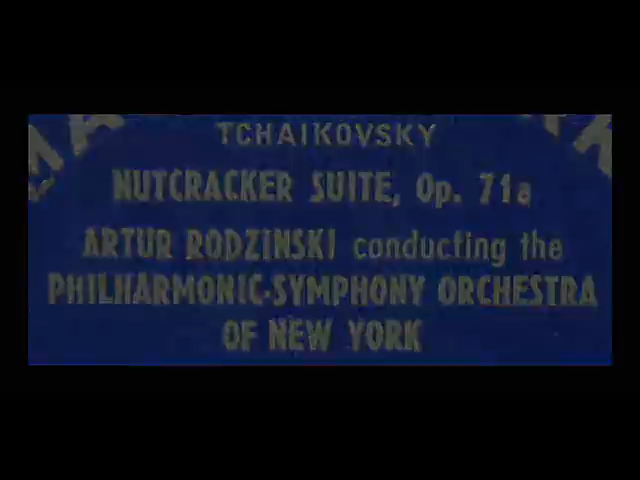 TCHAIKOVSKY
NUTCRACKER SUITE, Op. 71a
ARTUR RODZINSKI conducting the
PHILHARMONIC-SYMPHONY ORCHESTRA
OF NEW YORK